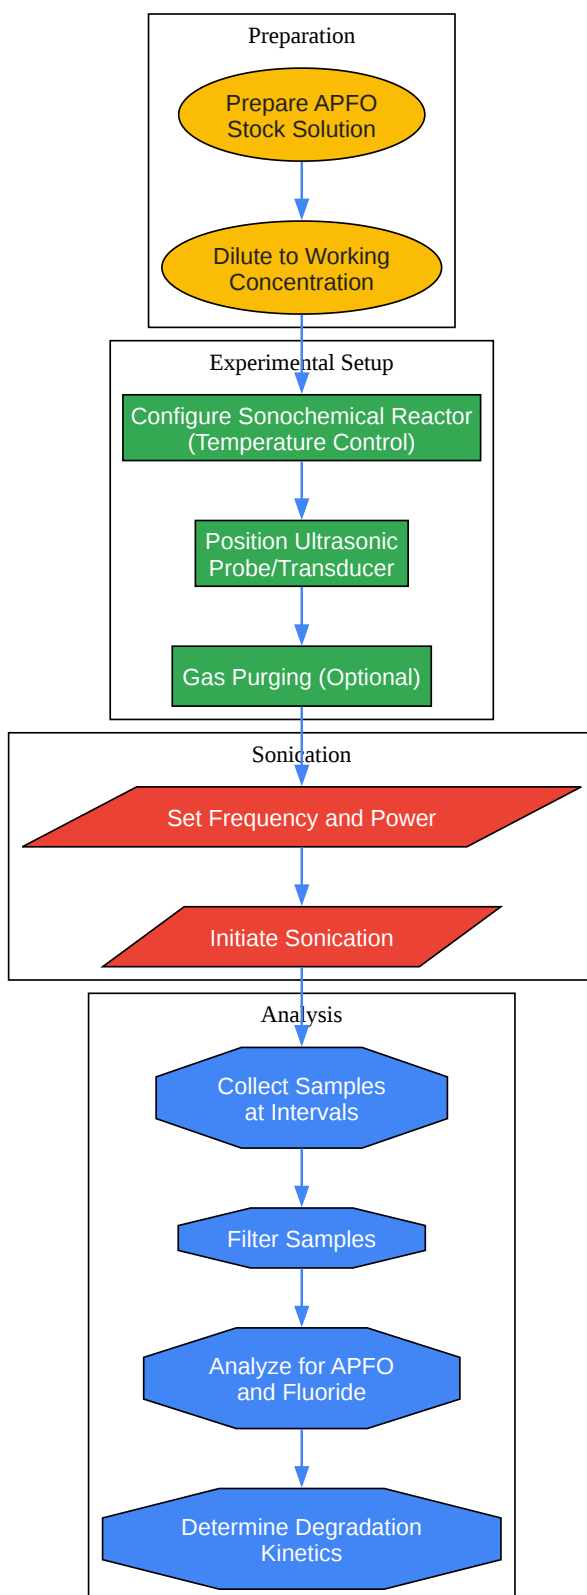 Preparation
Prepare APFO
Stock Solution
Dilute to Working
Concentration
Experimental Setup
Configure Sonochemical Reactor
(Temperature Control)
Position Ultrasonic
Probe/Transducer
Gas Purging (Optional)
Sonication
Set Frequency and Power
Initiate Sonication
Analysis
Collect Samples
at Intervals
Filter Samples
Analyze for APFO
and Fluoride
Determine Degradation
Kinetics